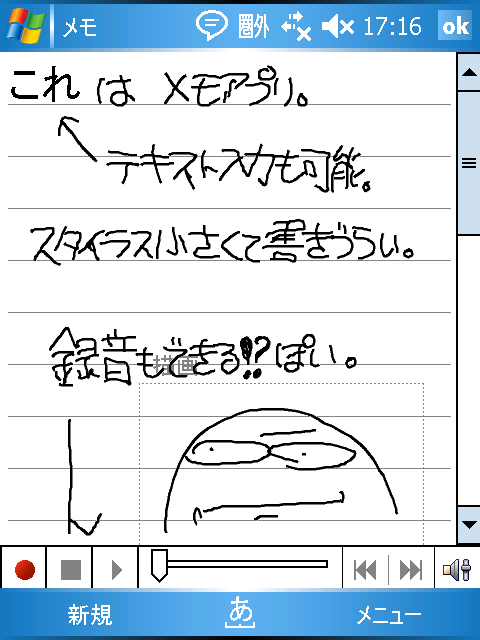 メモ 圏外 17:16 ok
これ は メモアプリ。
テキスト入力も可能。
スタイラス小さくて書きづらい。
録音もできる!? ぽい。
描画
新規 あ メニュー